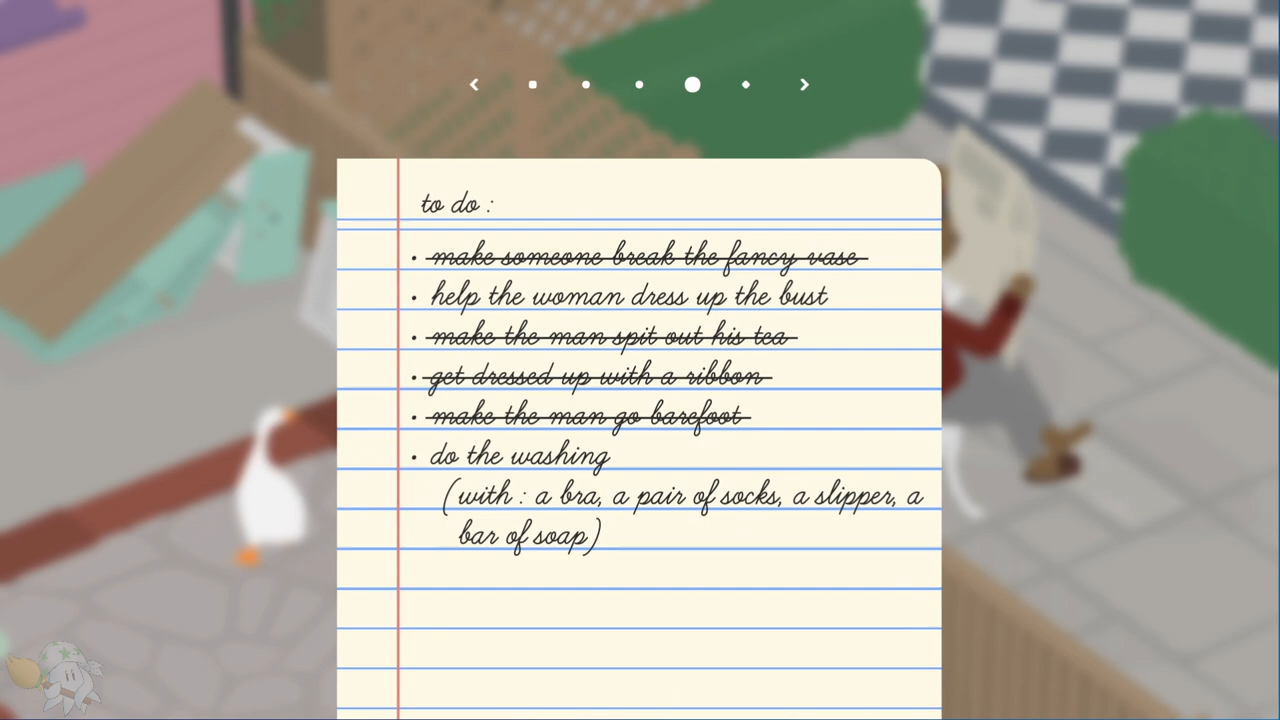 to do :
• make someone break the fancy vase
• help the woman dress up the bust
• make the man spit out his tea
• get dressed up with a ribbon
• make the man go barefoot
• do the washing
(with : a bra, a pair of socks, a slipper, a
bar of soap)